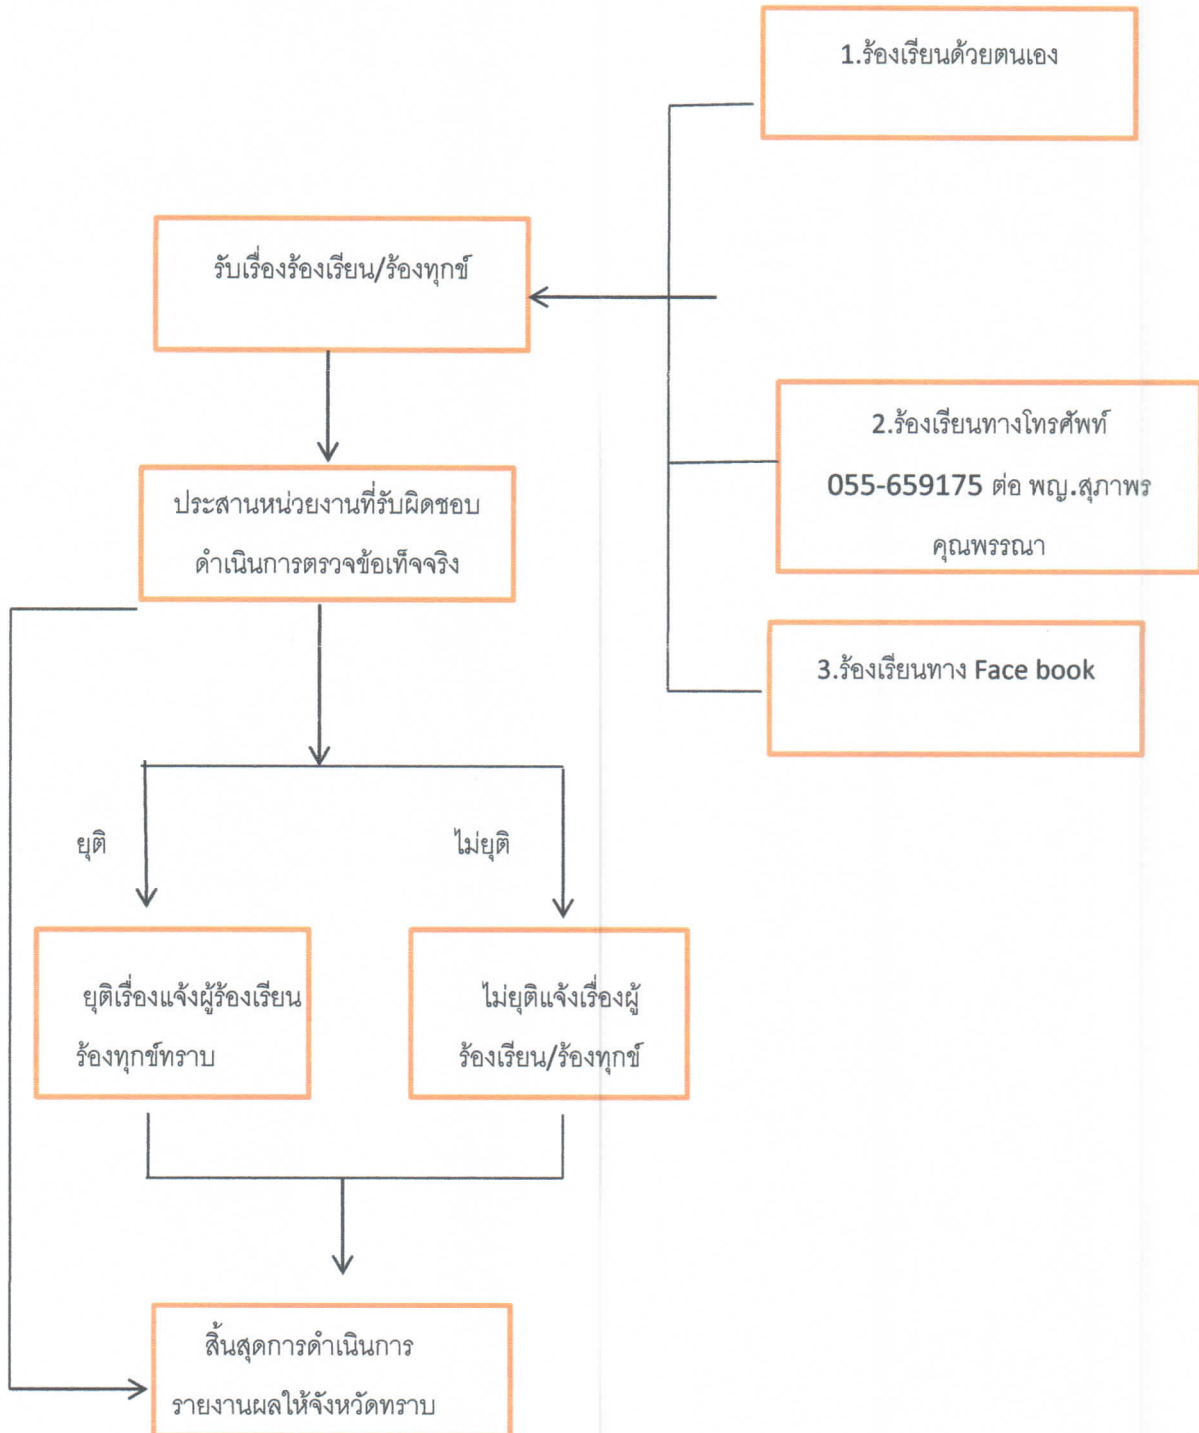 1.ร้องเรียนด้วยตนเอง
รับเรื่องร้องเรียน/ร้องทุกข์
2.ร้องเรียนทางโทรศัพท์
055-659175 ต่อ พญ.สุภาพร
คุณพรรณา
ประสานหน่วยงานที่รับผิดชอบ
ดำเนินการตรวจข้อเท็จจริง
3.ร้องเรียนทาง Face book
ยุติ
ไม่ยุติ
ยุติเรื่องแจ้งผู้ร้องเรียน
ร้องทุกข์ทราบ
ไม่ยุติแจ้งเรื่องผู้
ร้องเรียน/ร้องทุกข์
สิ้นสุดการดำเนินการ
รายงานผลให้จังหวัดทราบ